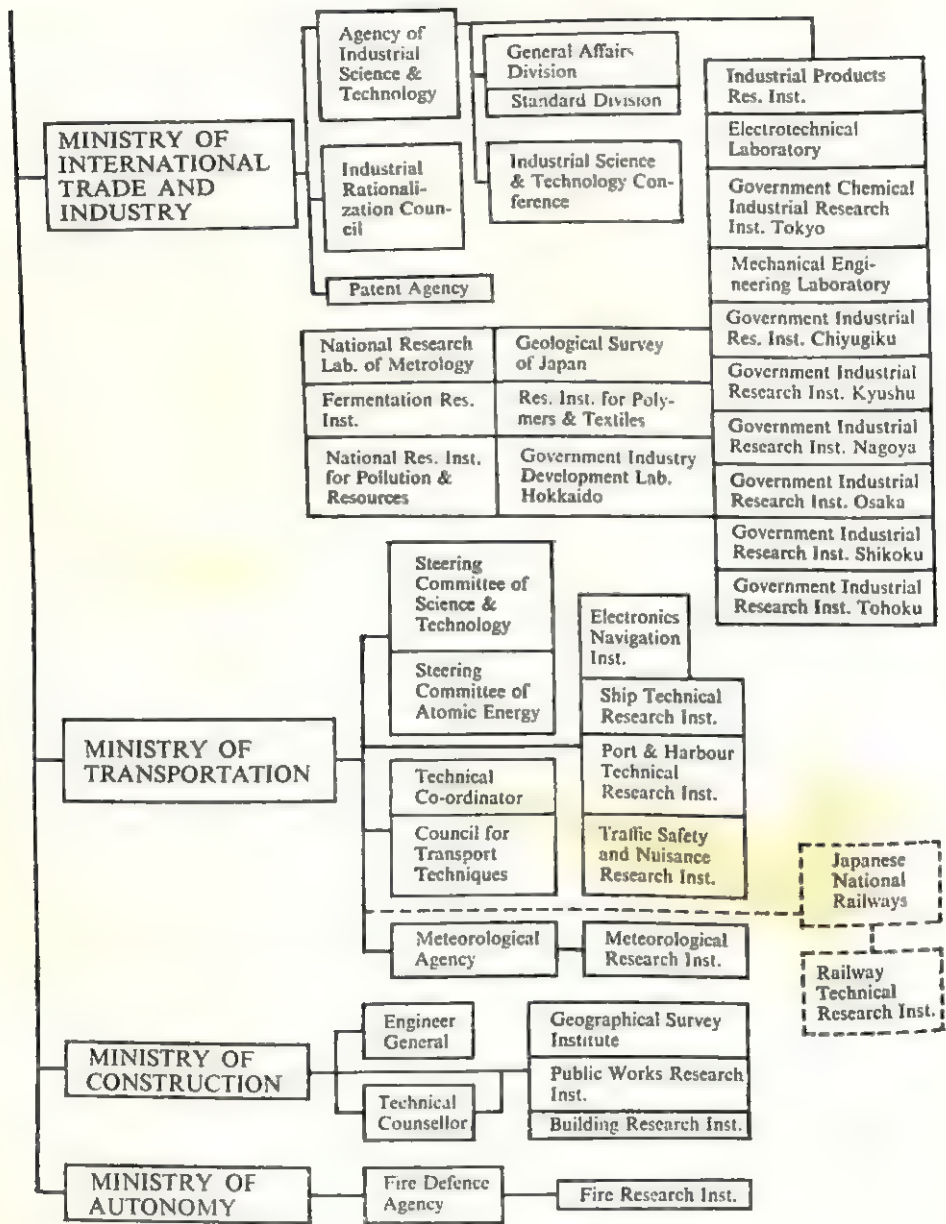 Agency of
Industrial
Science &
Technology
General Affairs
Division
Standard Division
Industrial Products
Res. Inst.
Electrotechnical
Laboratory
MINISTRY OF
INTERNATIONAL
TRADE AND
INDUSTRY
Industrial
Rationali-
zation Coun-
cil
Industrial Science
& Technology Con-
ference
Government Chemical
Industrial Research
Inst. Tokyo
Mechanical Engi-
neering Laboratory
Patent Agency
Government Industrial
Res. Inst. Chiyugiku
National Research
Lab. of Metrology
Geological Survey
of Japan
Government Industrial
Research Inst. Kyushu
Fermentation Res.
Inst.
Res. Inst. for Poly-
mers & Textiles
Government Industrial
Research Inst. Nagoya
National Res. Inst.
for Pollution &
Resources
Government Industry
Development Lab.
Hokkaido
Government Industrial
Research Inst. Osaka
Government Industrial
Research Inst. Shikoku
Government Industrial
Research Inst. Tohoku
Steering
Committee of
Science &
Technology
Electronics
Navigation
Inst.
Steering
Committee of
Atomic Energy
Ship Technical
Research Inst.
MINISTRY OF
TRANSPORTATION
Port & Harbour
Technical
Research Inst.
Technical
Co-ordinator
Council for
Transport
Techniques
Traffic Safety
and Nuisance
Research Inst.
Japanese
National
Railways
Meteorological
Agency
Meteorological
Research Inst.
Railway
Technical
Research Inst.
Engineer
General
Geographical Survey
Institute
MINISTRY OF
CONSTRUCTION
Public Works Research
Inst.
Technical
Counsellor
Building Research Inst.
MINISTRY OF
AUTONOMY
Fire Defence
Agency
Fire Research Inst.